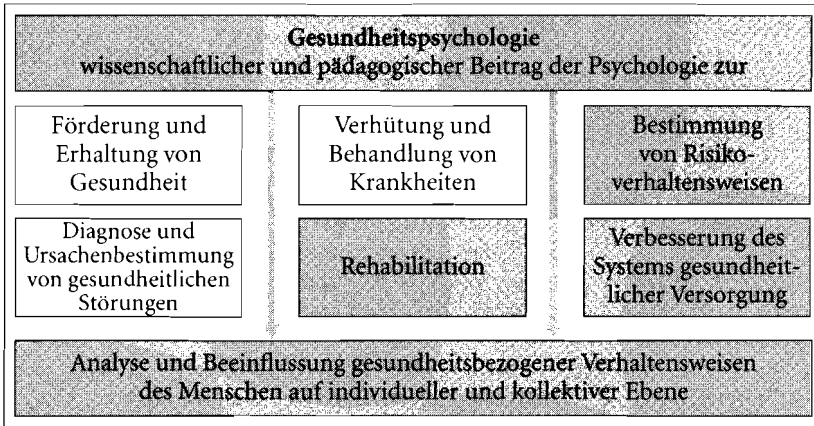 Gesundheitspsychologie
wissenschaftlicher und pädagogischer Beitrag der Psychologie zur
Förderung und
Erhaltung von
Gesundheit
Verhütung und
Behandlung von
Krankheiten
Bestimmung
von Risiko-
verhaltensweisen
Diagnose und
Ursachenbestimmung
von gesundheitlichen
Störungen
Rehabilitation
Verbesserung des
Systems gesundheit-
licher Versorgung
Analyse und Beeinflussung gesundheitsbezogener Verhaltensweisen
des Menschen auf individueller und kollektiver Ebene